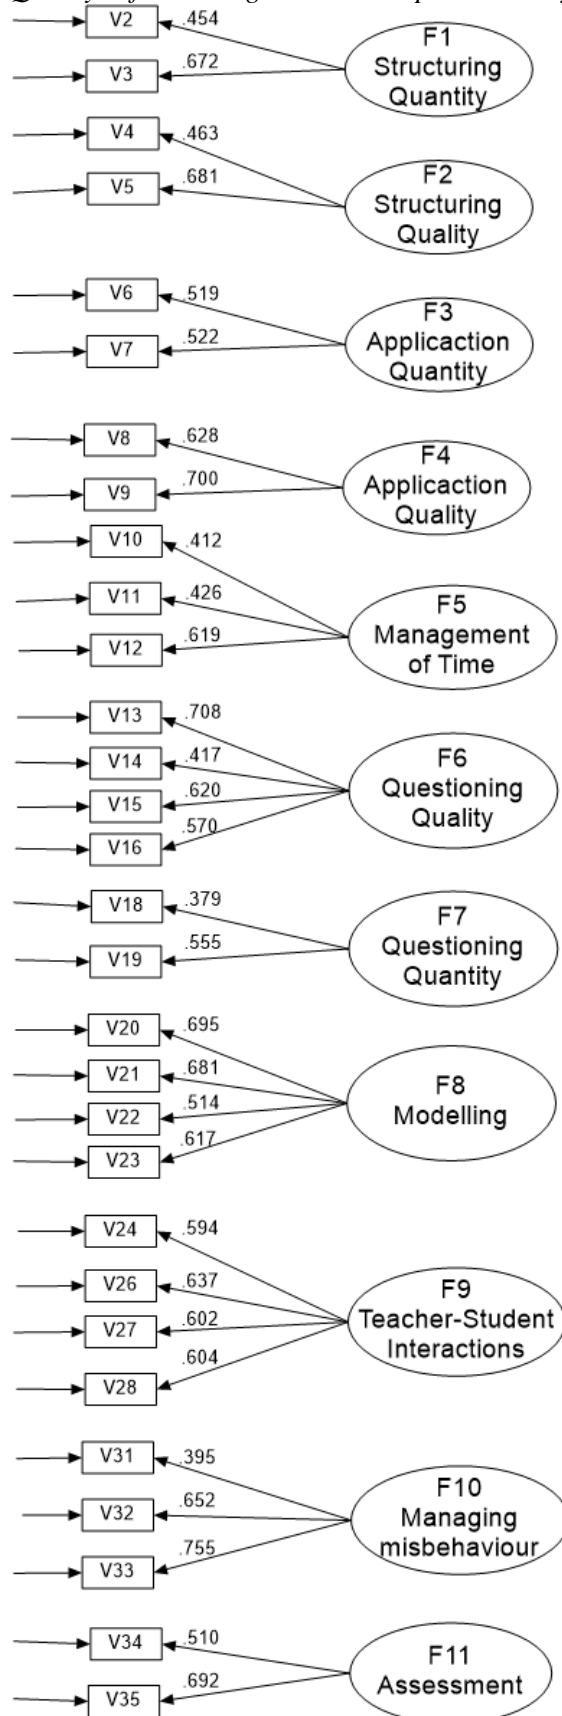 V2 .454
F1
Structuring
Quantity
V3 .672
V4 .463
V5 .681
F2
Structuring
Quality
V6 .519
V7 .522
F3
Applicaction
Quantity
V8 .628
V9 .700
F4
Applicaction
Quality
V10 .412
V11 .426
V12 .619
F5
Management
of Time
V13 .708
V14 .417
V15 .620
V16 .570
F6
Questioning
Quality
V18 .379
V19 .555
F7
Questioning
Quantity
V20 .695
V21 .681
V22 .514
V23 .617
F8
Modelling
V24 .594
V26 .637
V27 .602
V28 .604
F9
Teacher-Student
Interactions
V31 .395
V32 .652
V33 .755
F10
Managing
misbehaviour
V34 .510
V35 .692
F11
Assessment